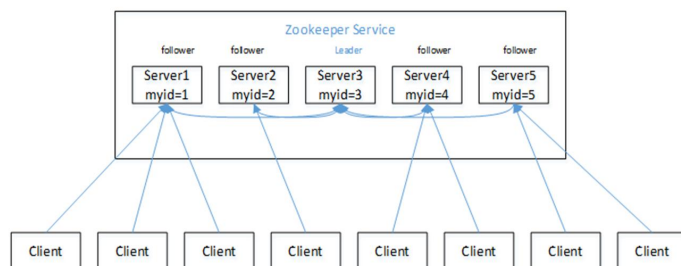 Zookeeper Service
follower follower Leader follower follower
Server1 Server2 Server3 Server4 Server5
myid=1 myid=2 myid=3 myid=4 myid=5
Client Client Client Client Client Client Client Client